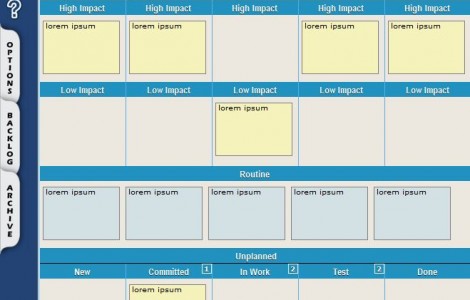 ?
OPTIONS
BACKLOG
ARCHIVE
High Impact High Impact High Impact High Impact High Impact
lorem ipsum lorem ipsum lorem ipsum lorem ipsum
Low Impact Low Impact Low Impact Low Impact Low Impact
lorem ipsum
Routine
lorem ipsum lorem ipsum lorem ipsum lorem ipsum lorem ipsum
Unplanned
New Committed 1 In Work 2 Test 2 Done
lorem ipsum